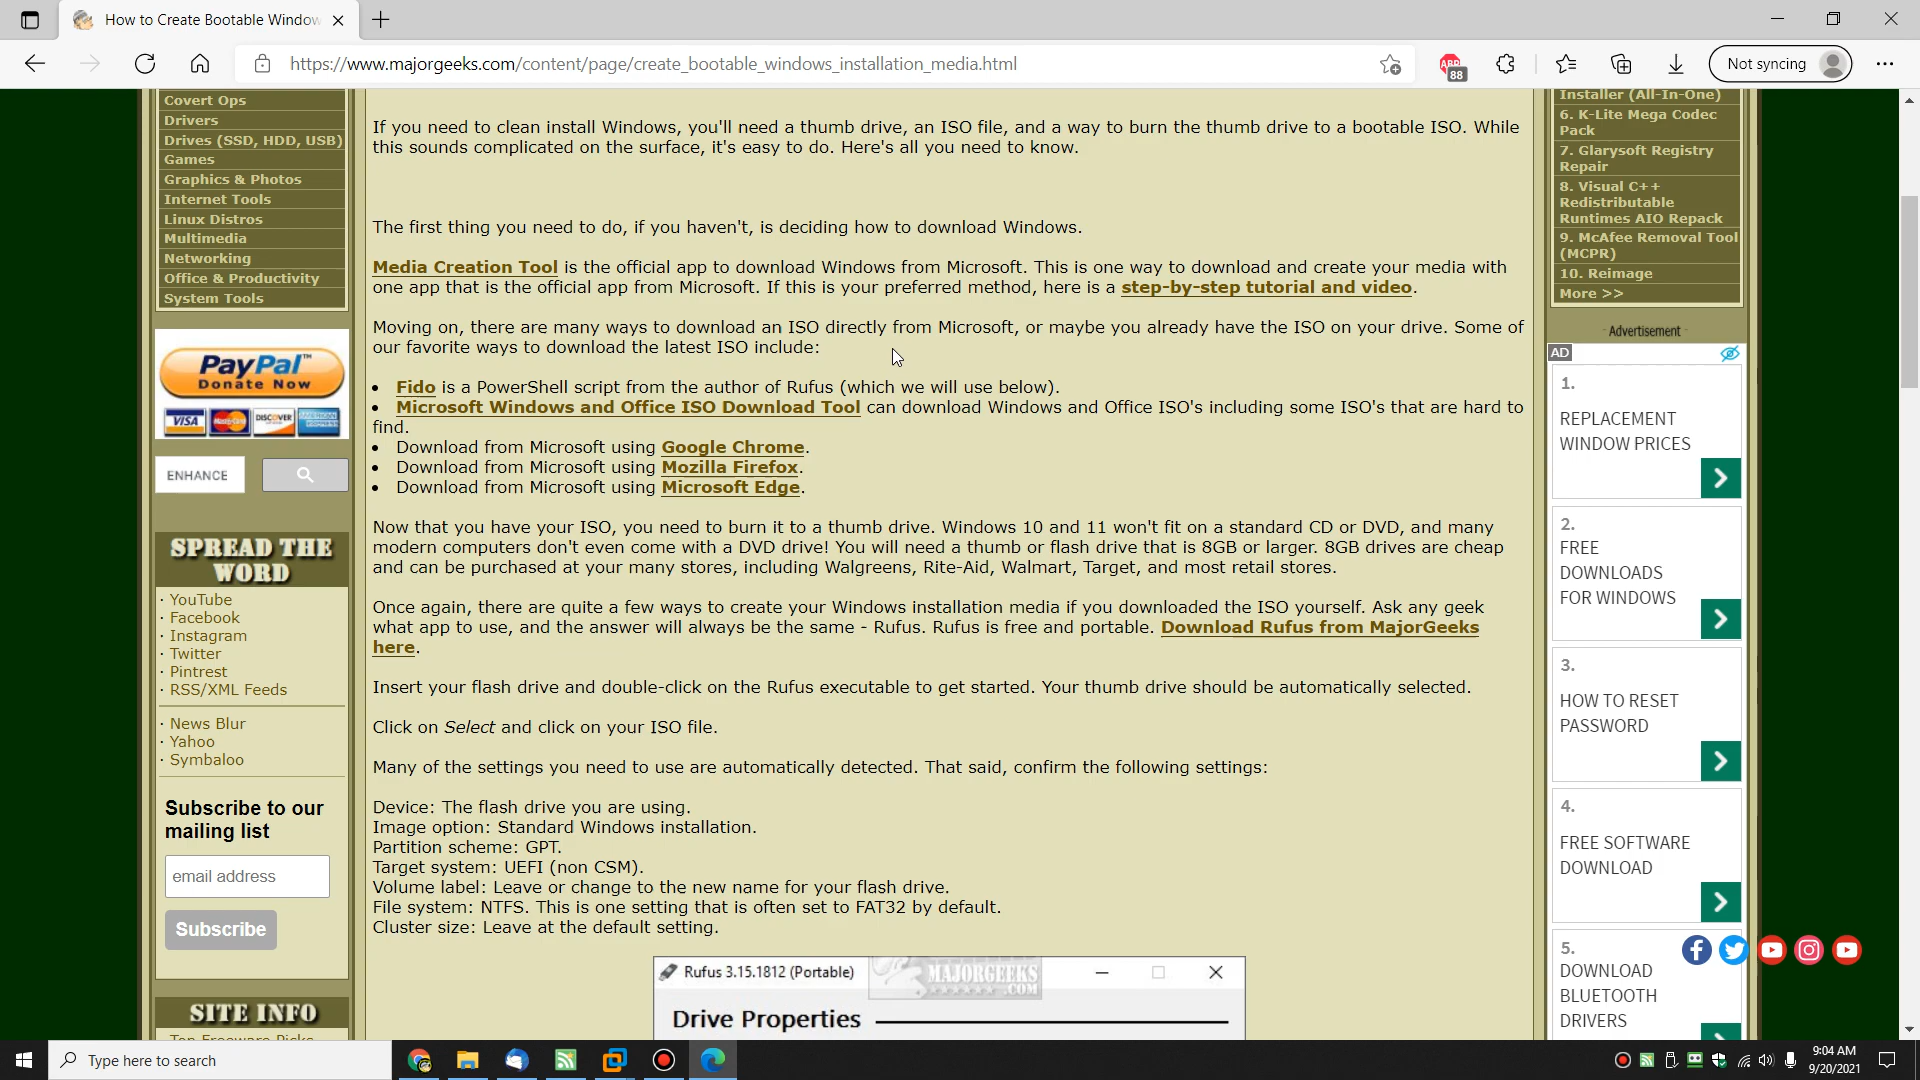 How to Create Bootable Window
https://www.majorgeeks.com/content/page/create_bootable_windows_installation_media.html
ABP
88
Not syncing
Covert Ops
Drivers
Drives (SSD, HDD, USB)
Games
Graphics & Photos
Internet Tools
Linux Distros
Multimedia
Networking
Office & Productivity
System Tools
PayPal™
Donate Now
VISA
MasterCard
DISCOVER
ENHANCE
SPREAD THE
WORD
· YouTube
· Facebook
· Instagram
· Twitter
· Pintrest
· RSS/XML Feeds
· News Blur
· Yahoo
· Symbaloo
Subscribe to our
mailing list
email address
Subscribe
SITE INFO
Top Freeware Picks
If you need to clean install Windows, you'll need a thumb drive, an ISO file, and a way to burn the thumb drive to a bootable ISO. While
this sounds complicated on the surface, it's easy to do. Here's all you need to know.
The first thing you need to do, if you haven't, is deciding how to download Windows.
Media Creation Tool is the official app to download Windows from Microsoft. This is one way to download and create your media with
one app that is the official app from Microsoft. If this is your preferred method, here is a step-by-step tutorial and video.
Moving on, there are many ways to download an ISO directly from Microsoft, or maybe you already have the ISO on your drive. Some of
our favorite ways to download the latest ISO include:
• Fido is a PowerShell script from the author of Rufus (which we will use below).
• Microsoft Windows and Office ISO Download Tool can download Windows and Office ISO's including some ISO's that are hard to
find.
• Download from Microsoft using Google Chrome.
• Download from Microsoft using Mozilla Firefox.
• Download from Microsoft using Microsoft Edge.
Now that you have your ISO, you need to burn it to a thumb drive. Windows 10 and 11 won't fit on a standard CD or DVD, and many
modern computers don't even come with a DVD drive! You will need a thumb or flash drive that is 8GB or larger. 8GB drives are cheap
and can be purchased at your many stores, including Walgreens, Rite-Aid, Walmart, Target, and most retail stores.
Once again, there are quite a few ways to create your Windows installation media if you downloaded the ISO yourself. Ask any geek
what app to use, and the answer will always be the same - Rufus. Rufus is free and portable. Download Rufus from MajorGeeks
here.
Insert your flash drive and double-click on the Rufus executable to get started. Your thumb drive should be automatically selected.
Click on Select and click on your ISO file.
Many of the settings you need to use are automatically detected. That said, confirm the following settings:
Device: The flash drive you are using.
Image option: Standard Windows installation.
Partition scheme: GPT.
Target system: UEFI (non CSM).
Volume label: Leave or change to the new name for your flash drive.
File system: NTFS. This is one setting that is often set to FAT32 by default.
Cluster size: Leave at the default setting.
Rufus 3.15.1812 (Portable)
MAJORGEEKS
.COM
Drive Properties
Installer (All-In-One)
6. K-Lite Mega Codec
Pack
7. Glarysoft Registry
Repair
8. Visual C++
Redistributable
Runtimes AIO Repack
9. McAfee Removal Tool
(MCPR)
10. Reimage
More >>
- Advertisement -
AD
1.
REPLACEMENT
WINDOW PRICES
2.
FREE
DOWNLOADS
FOR WINDOWS
3.
HOW TO RESET
PASSWORD
4.
FREE SOFTWARE
DOWNLOAD
5.
DOWNLOAD
BLUETOOTH
DRIVERS
Type here to search
9:04 AM
9/20/2021